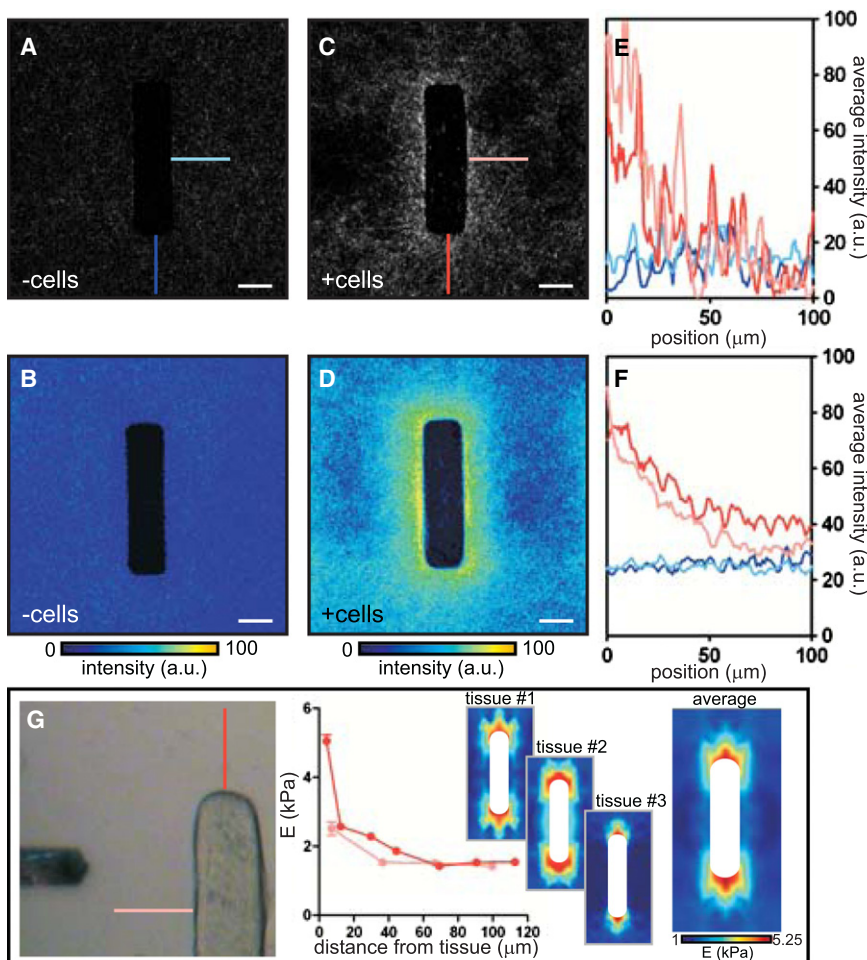 A
-cells
C
+cells
E
100
80
60
40
20
0
average intensity (a.u.)
0
50
100
position (μm)
B
-cells
0
100
intensity (a.u.)
D
+cells
0
100
intensity (a.u.)
F
100
80
60
40
20
0
average intensity (a.u.)
0
50
100
position (μm)
G
6
4
2
0
E (kPa)
0 20 40 60 80 100 120
distance from tissue (μm)
tissue #1
tissue #2
tissue #3
average
1
5.25
E (kPa)